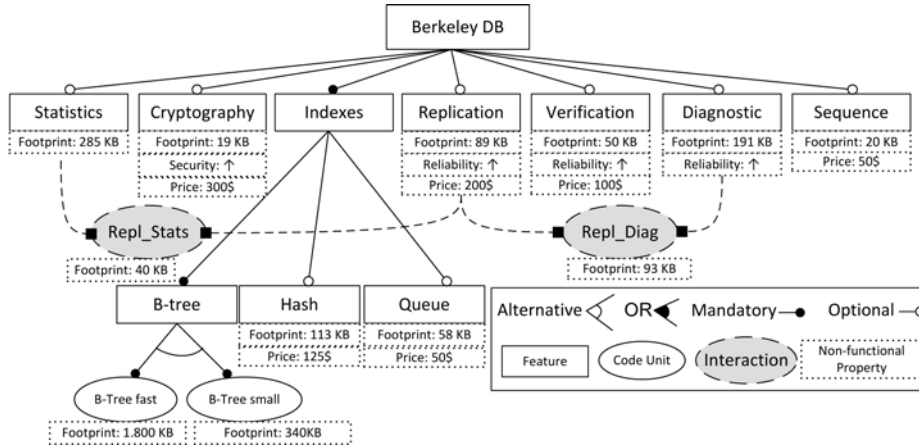 Berkeley DB
Statistics
Footprint: 285 KB
Cryptography
Footprint: 19 KB
Security: ↑
Price: 300$
Indexes
Replication
Footprint: 89 KB
Reliability: ↑
Price: 200$
Verification
Footprint: 50 KB
Reliability: ↑
Price: 100$
Diagnostic
Footprint: 191 KB
Reliability: ↑
Sequence
Footprint: 20 KB
Price: 50$
Repl_Stats
Footprint: 40 KB
Repl_Diag
Footprint: 93 KB
B-tree
Hash
Footprint: 113 KB
Price: 125$
Queue
Footprint: 58 KB
Price: 50$
B-Tree fast
Footprint: 1.800 KB
B-Tree small
Footprint: 340KB
Alternative
OR
Mandatory
Optional
Feature
Code Unit
Interaction
Non-functional
Property